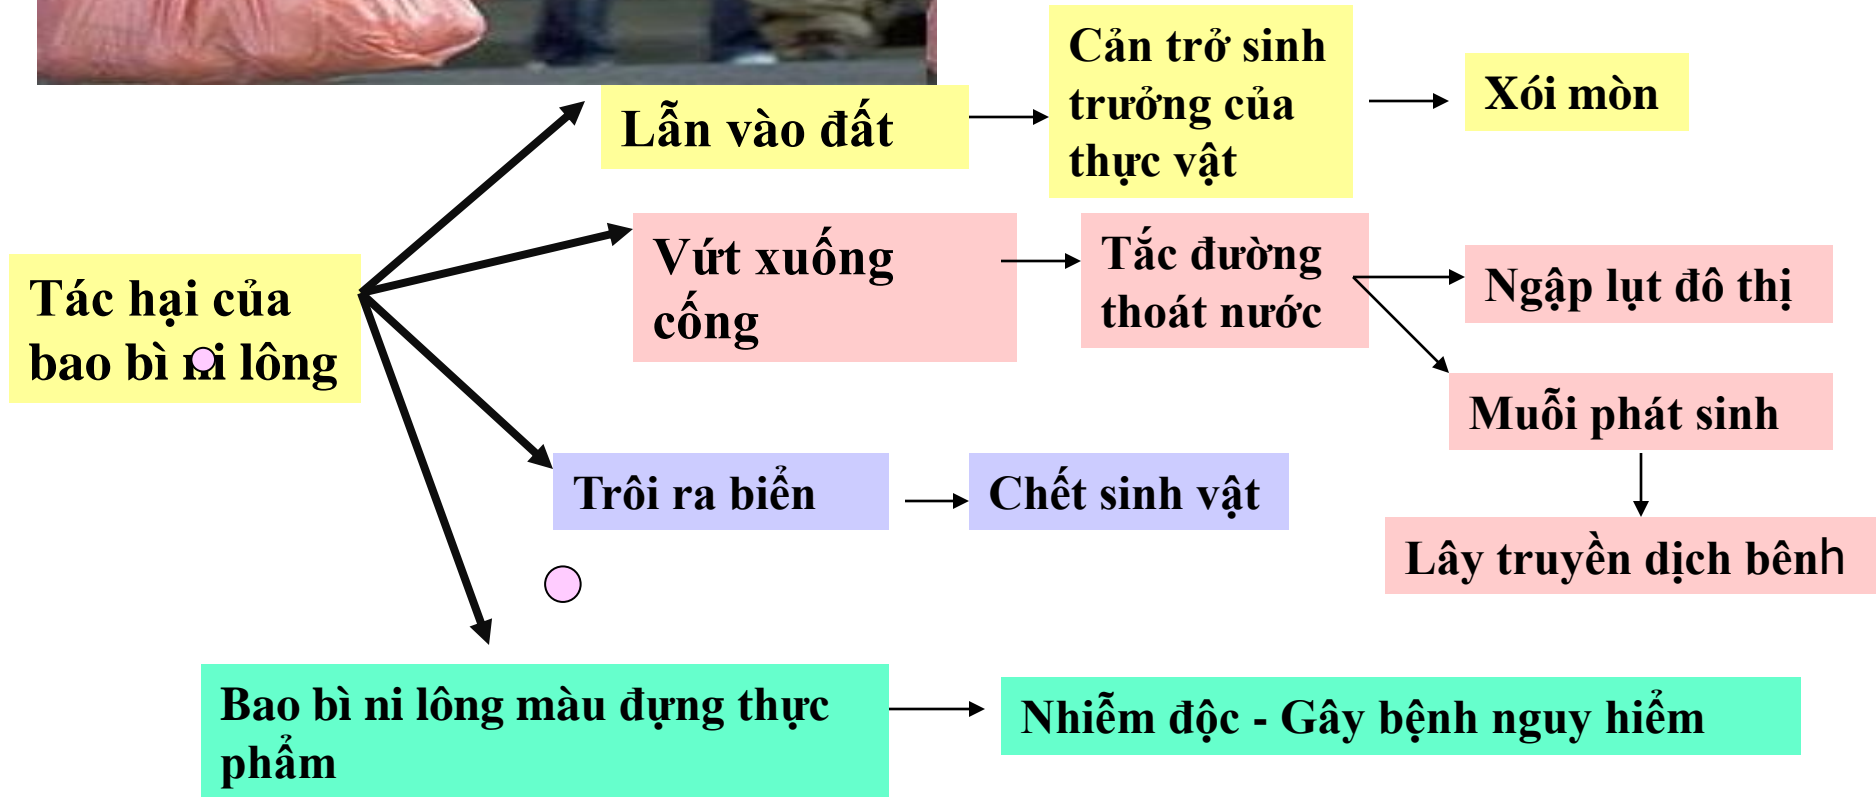 Lẫn vào đất
Cản trở sinh
trưởng của
thực vật
Xói mòn
Tác hại của
bao bì ni lông
Vứt xuống
cống
Tắc đường
thoát nước
Ngập lụt đô thị
Muỗi phát sinh
Lây truyền dịch bênh
Trôi ra biển
Chết sinh vật
Bao bì ni lông màu đựng thực
phẩm
Nhiễm độc - Gây bệnh nguy hiểm